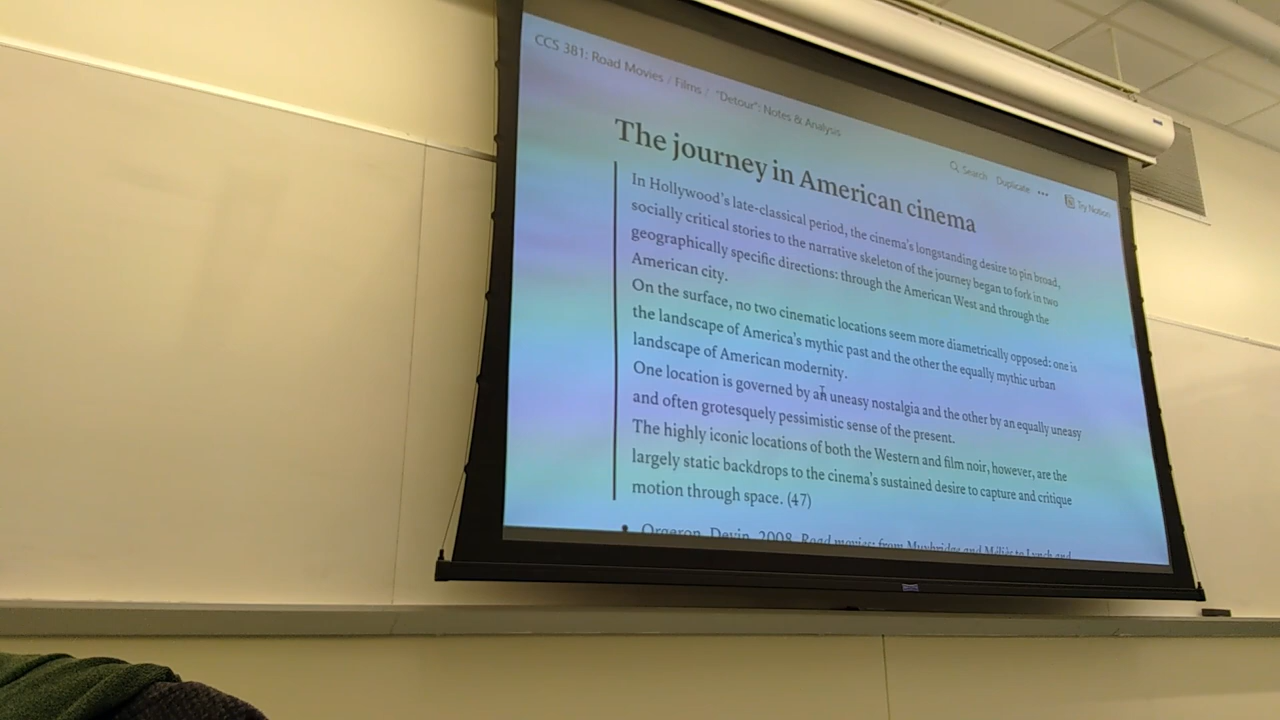 CCS 381: Road Movies / Films / "Detour": Notes & Analysis
Search Duplicate ••• Try Notion
The journey in American cinema
In Hollywood's late-classical period, the cinema's longstanding desire to pin broad,
socially critical stories to the narrative skeleton of the journey began to fork in two
geographically specific directions: through the American West and through the
American city.
On the surface, no two cinematic locations seem more diametrically opposed: one is
the landscape of America's mythic past and the other the equally mythic urban
landscape of American modernity.
One location is governed by an uneasy nostalgia and the other by an equally uneasy
and often grotesquely pessimistic sense of the present.
The highly iconic locations of both the Western and film noir, however, are the
largely static backdrops to the cinema's sustained desire to capture and critique
motion through space. (47)
• Orgeron, Devin. 2008. Road movies: from Muybridge and Méliès to Lynch and